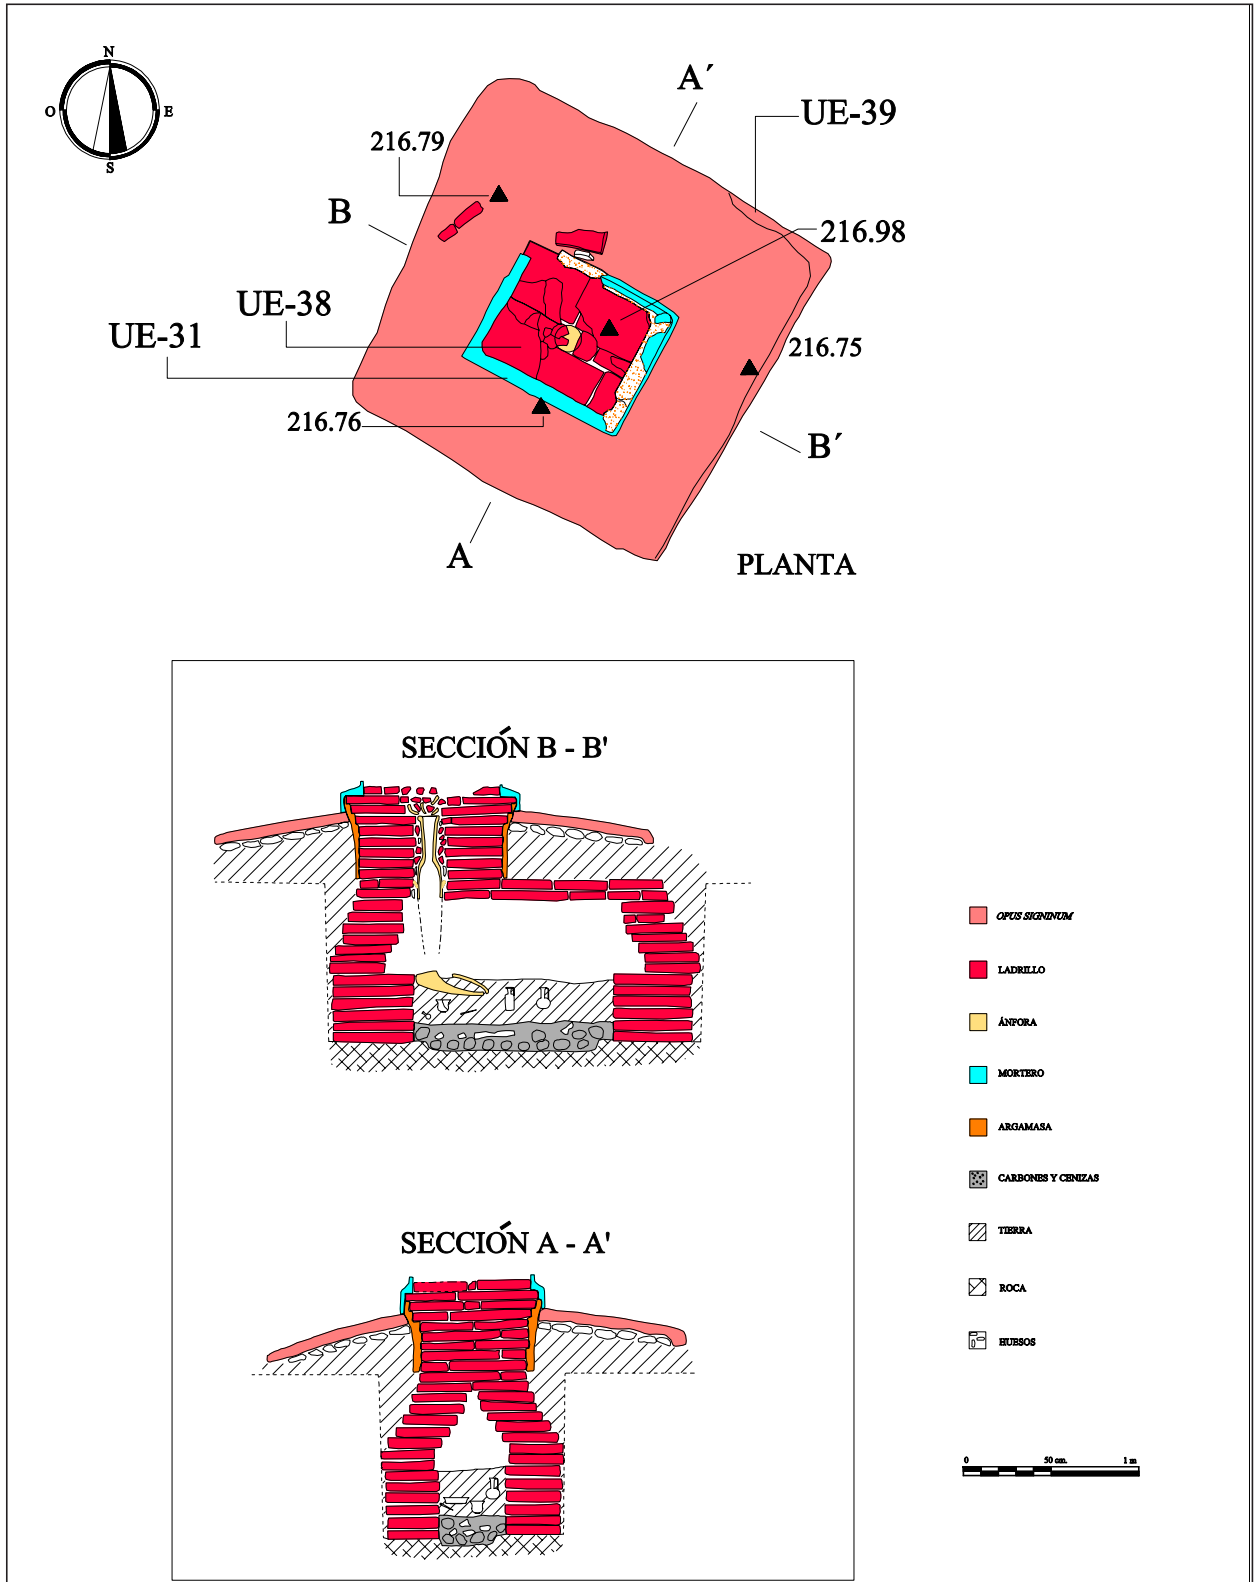 N
O
E
S
A´
UE-39
216.79
B
216.98
UE-38
UE-31
216.75
216.76
B´
A
PLANTA
SECCIÓN B - B'
OPUS SIGNINUM
LADRILLO
ÁNFORA
MORTERO
ARGAMASA
CARBONES Y CENIZAS
TIERRA
ROCA
HUESOS
SECCIÓN A - A'
0 50 cm. 1 m